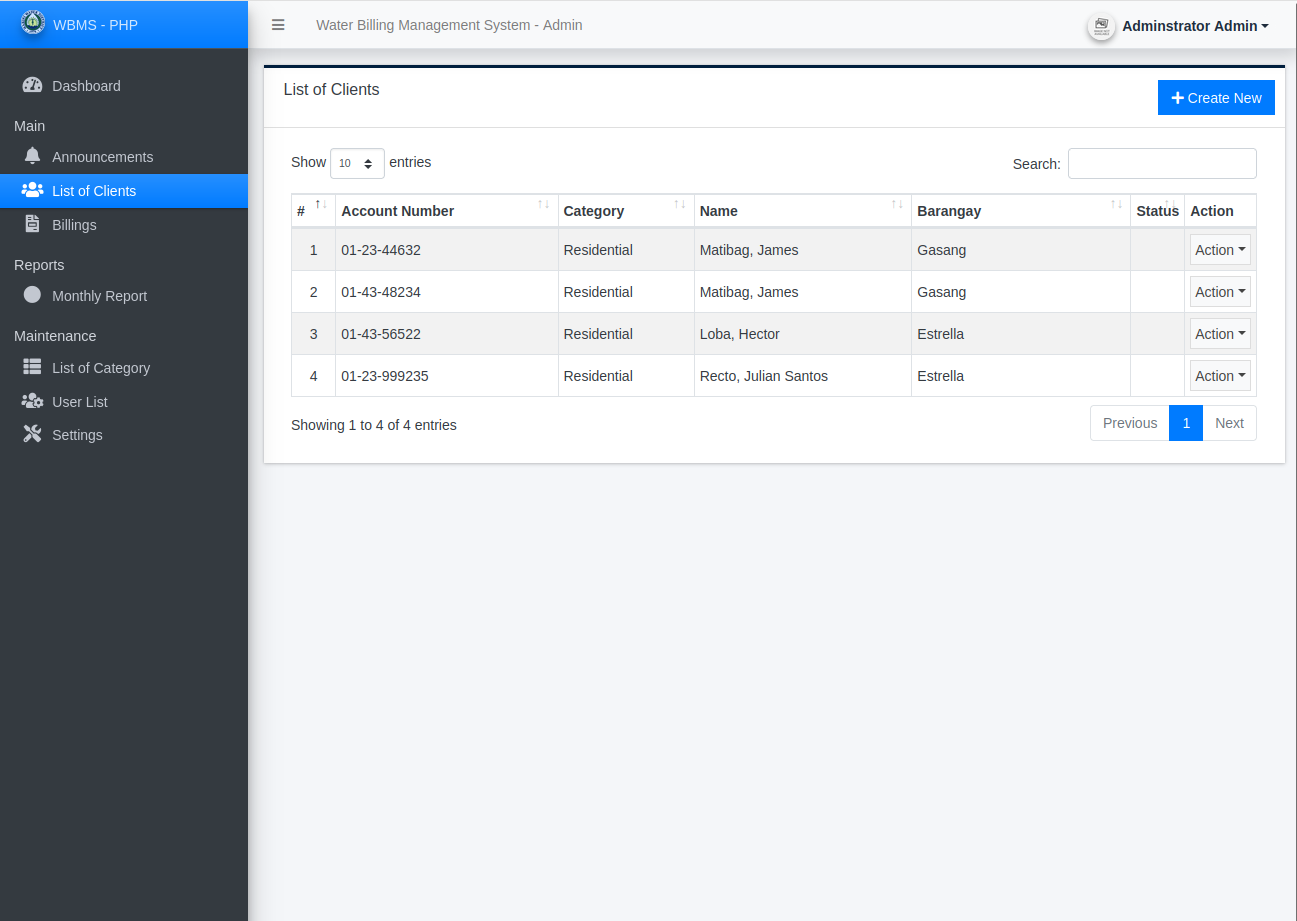 WBMS - PHP
Water Billing Management System - Admin
Adminstrator Admin
Dashboard
Main
Announcements
List of Clients
Billings
Reports
Monthly Report
Maintenance
List of Category
User List
Settings
List of Clients
Create New
Show 10 entries
Search:
# Account Number Category Name Barangay Status Action
1 01-23-44632 Residential Matibag, James Gasang Action
2 01-43-48234 Residential Matibag, James Gasang Action
3 01-43-56522 Residential Loba, Hector Estrella Action
4 01-23-999235 Residential Recto, Julian Santos Estrella Action
Showing 1 to 4 of 4 entries
Previous 1 Next